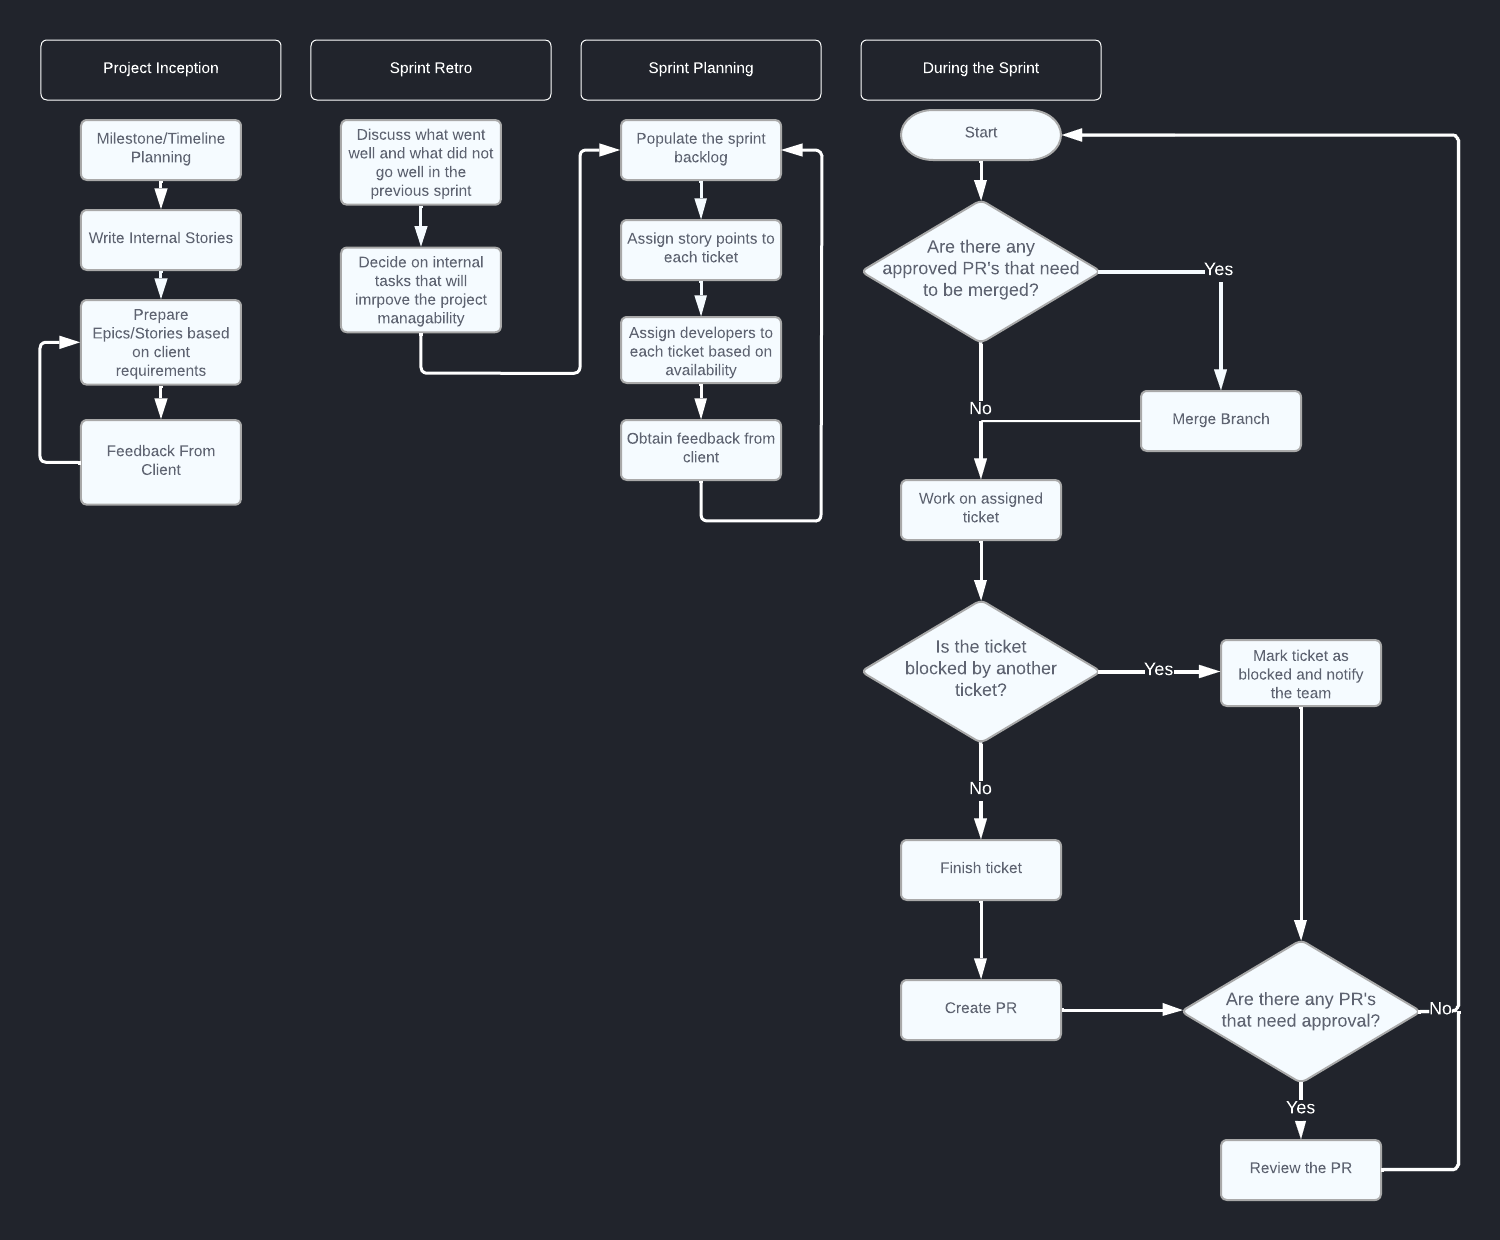 Project Inception
Sprint Retro
Sprint Planning
During the Sprint
Milestone/Timeline
Planning
Write Internal Stories
Prepare
Epics/Stories based
on client
requirements
Feedback From
Client
Discuss what went
well and what did not
go well in the
previous sprint
Decide on internal
tasks that will
imrpove the project
managability
Populate the sprint
backlog
Assign story points to
each ticket
Assign developers to
each ticket based on
availability
Obtain feedback from
client
Start
Are there any
approved PR's that need
to be merged?
Yes
No
Merge Branch
Work on assigned
ticket
Is the ticket
blocked by another
ticket?
Yes
Mark ticket as
blocked and notify
the team
No
Finish ticket
Create PR
Are there any PR's
that need approval?
No
Yes
Review the PR